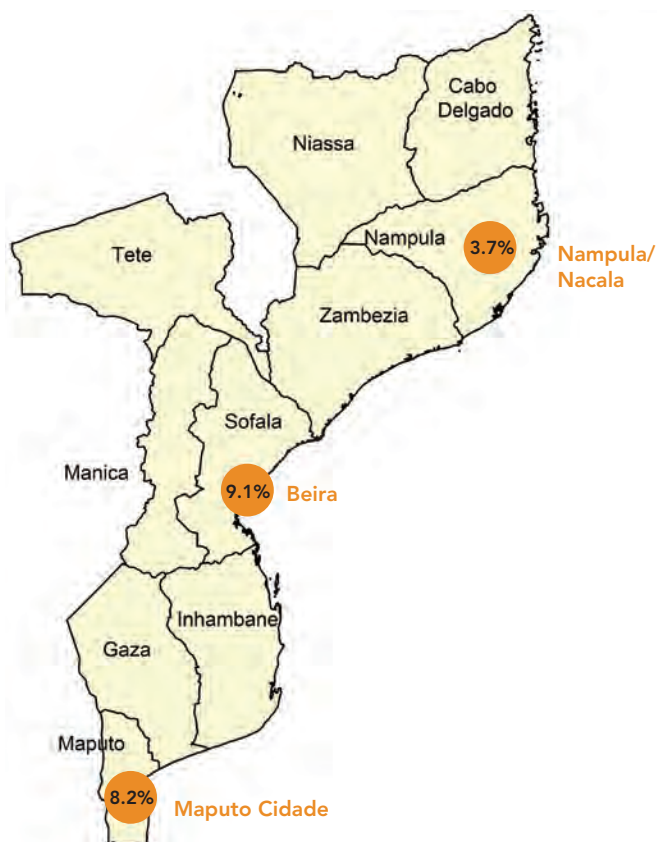 Cabo
Delgado
Niassa
Nampula
3.7%
Nampula/
Nacala
Tete
Zambezia
Sofala
Manica
9.1%
Beira
Inhambane
Gaza
Maputo
8.2%
Maputo Cidade